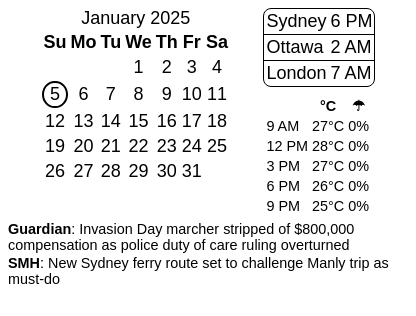 January 2025
Su Mo Tu We Th Fr Sa
1 2 3 4
5 6 7 8 9 10 11
12 13 14 15 16 17 18
19 20 21 22 23 24 25
26 27 28 29 30 31
Sydney 6 PM
Ottawa 2 AM
London 7 AM
°C ☂
9 AM 27°C 0%
12 PM 28°C 0%
3 PM 27°C 0%
6 PM 26°C 0%
9 PM 25°C 0%
Guardian: Invasion Day marcher stripped of $800,000
compensation as police duty of care ruling overturned
SMH: New Sydney ferry route set to challenge Manly trip as
must-do